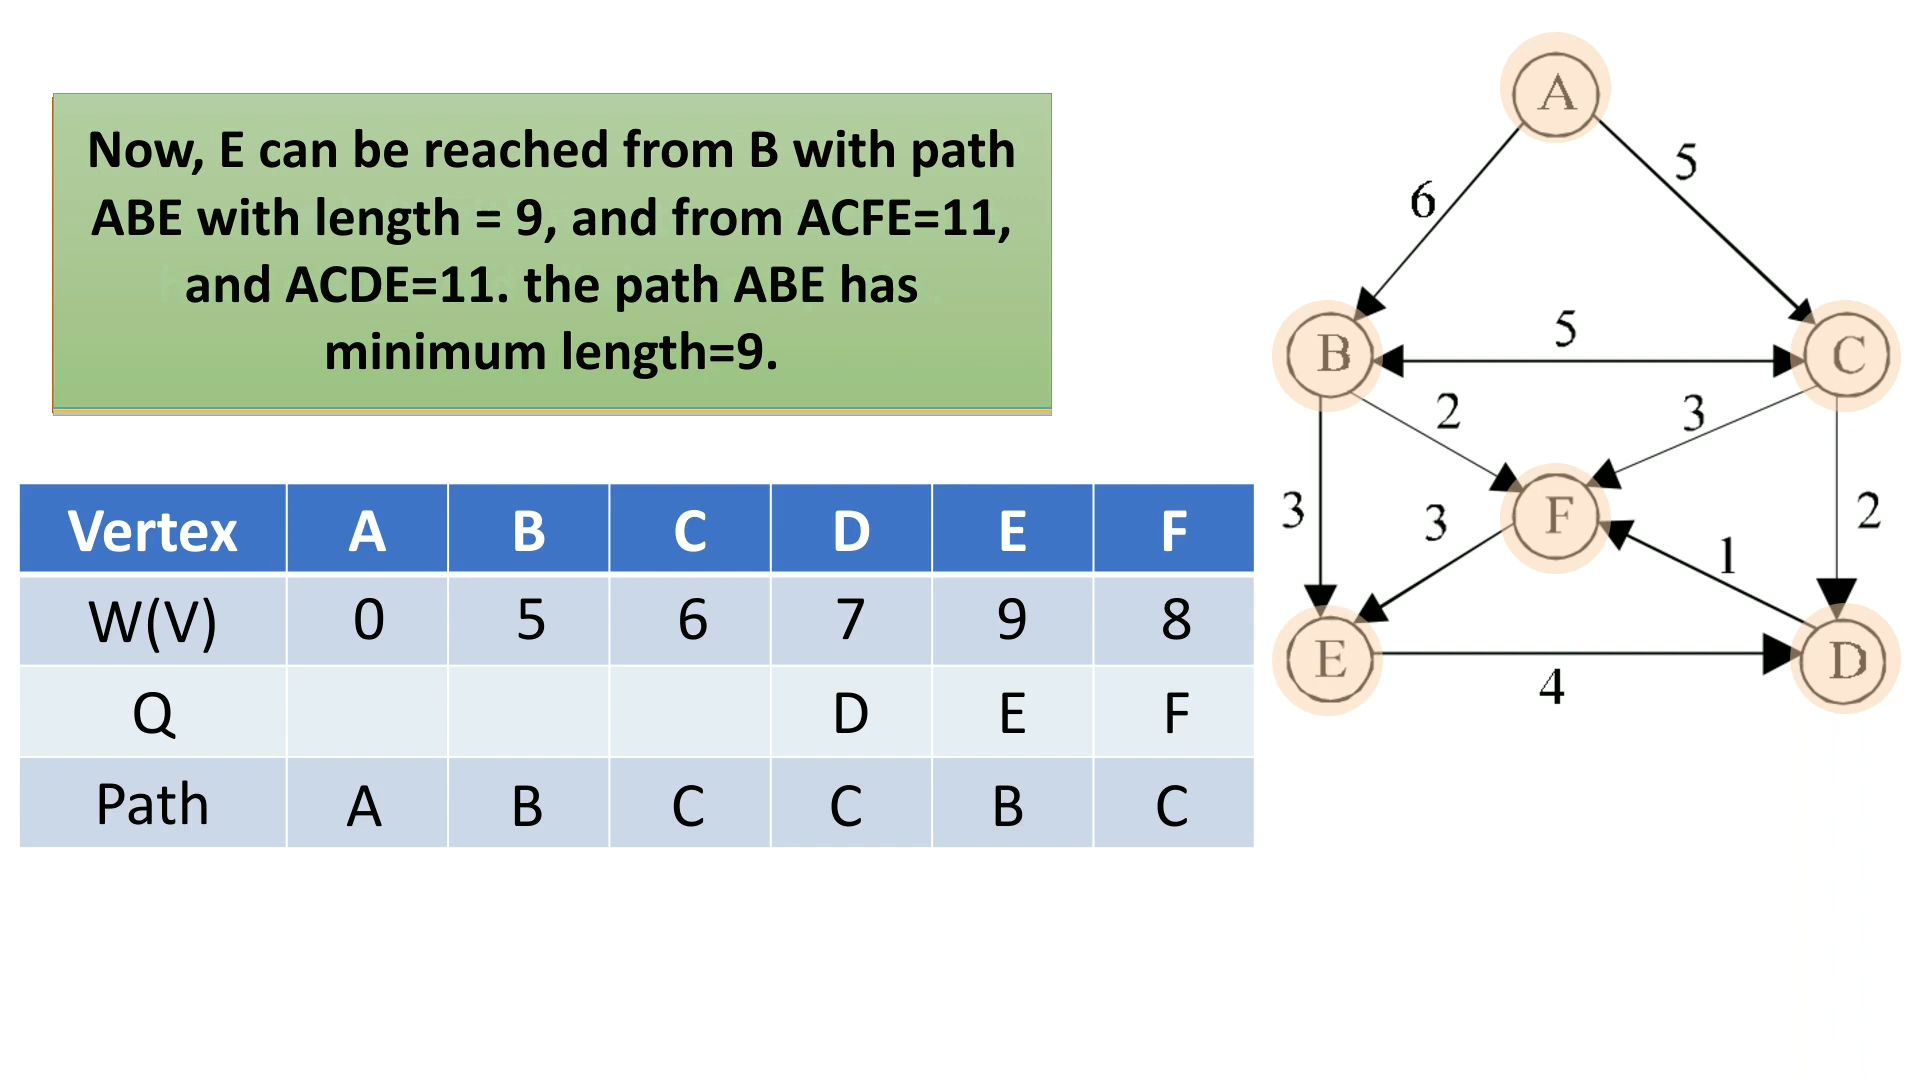 Now, E can be reached from B with path
ABE with length = 9, and from ACFE=11,
and ACDE=11. the path ABE has
minimum length=9.
Vertex A B C D E F
W(V) 0 5 6 7 9 8
Q D E F
Path A B C C B C
A
5
6
B 5 C
2 3
3 F 2
3 1
E D
4